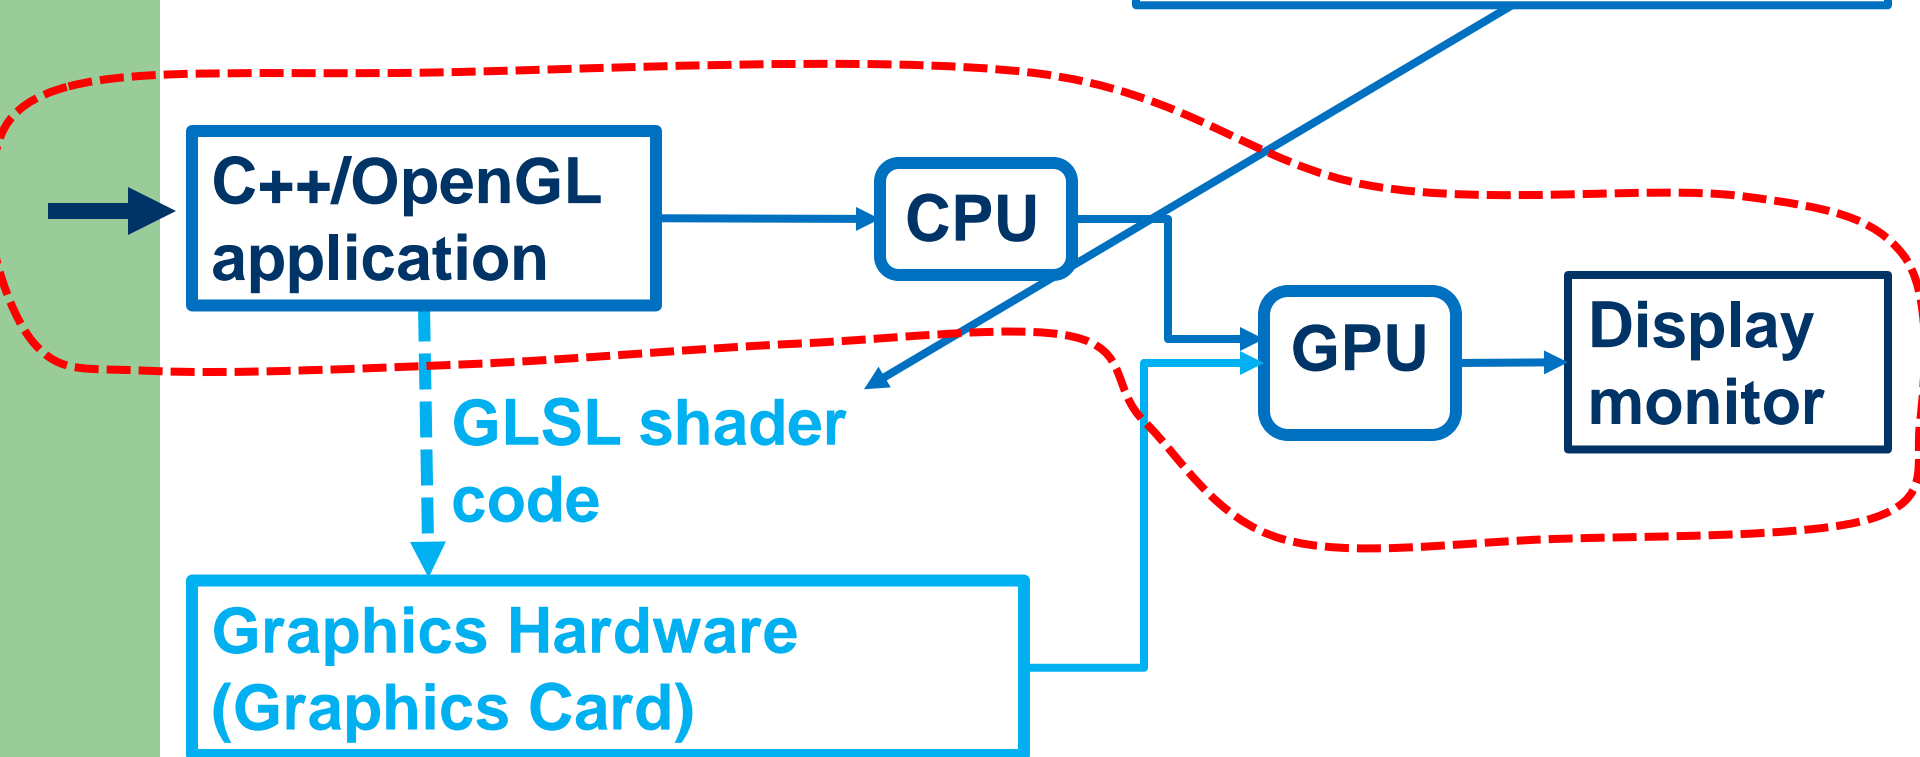 C++/OpenGL
application
CPU
GPU
Display
monitor
GLSL shader
code
Graphics Hardware
(Graphics Card)